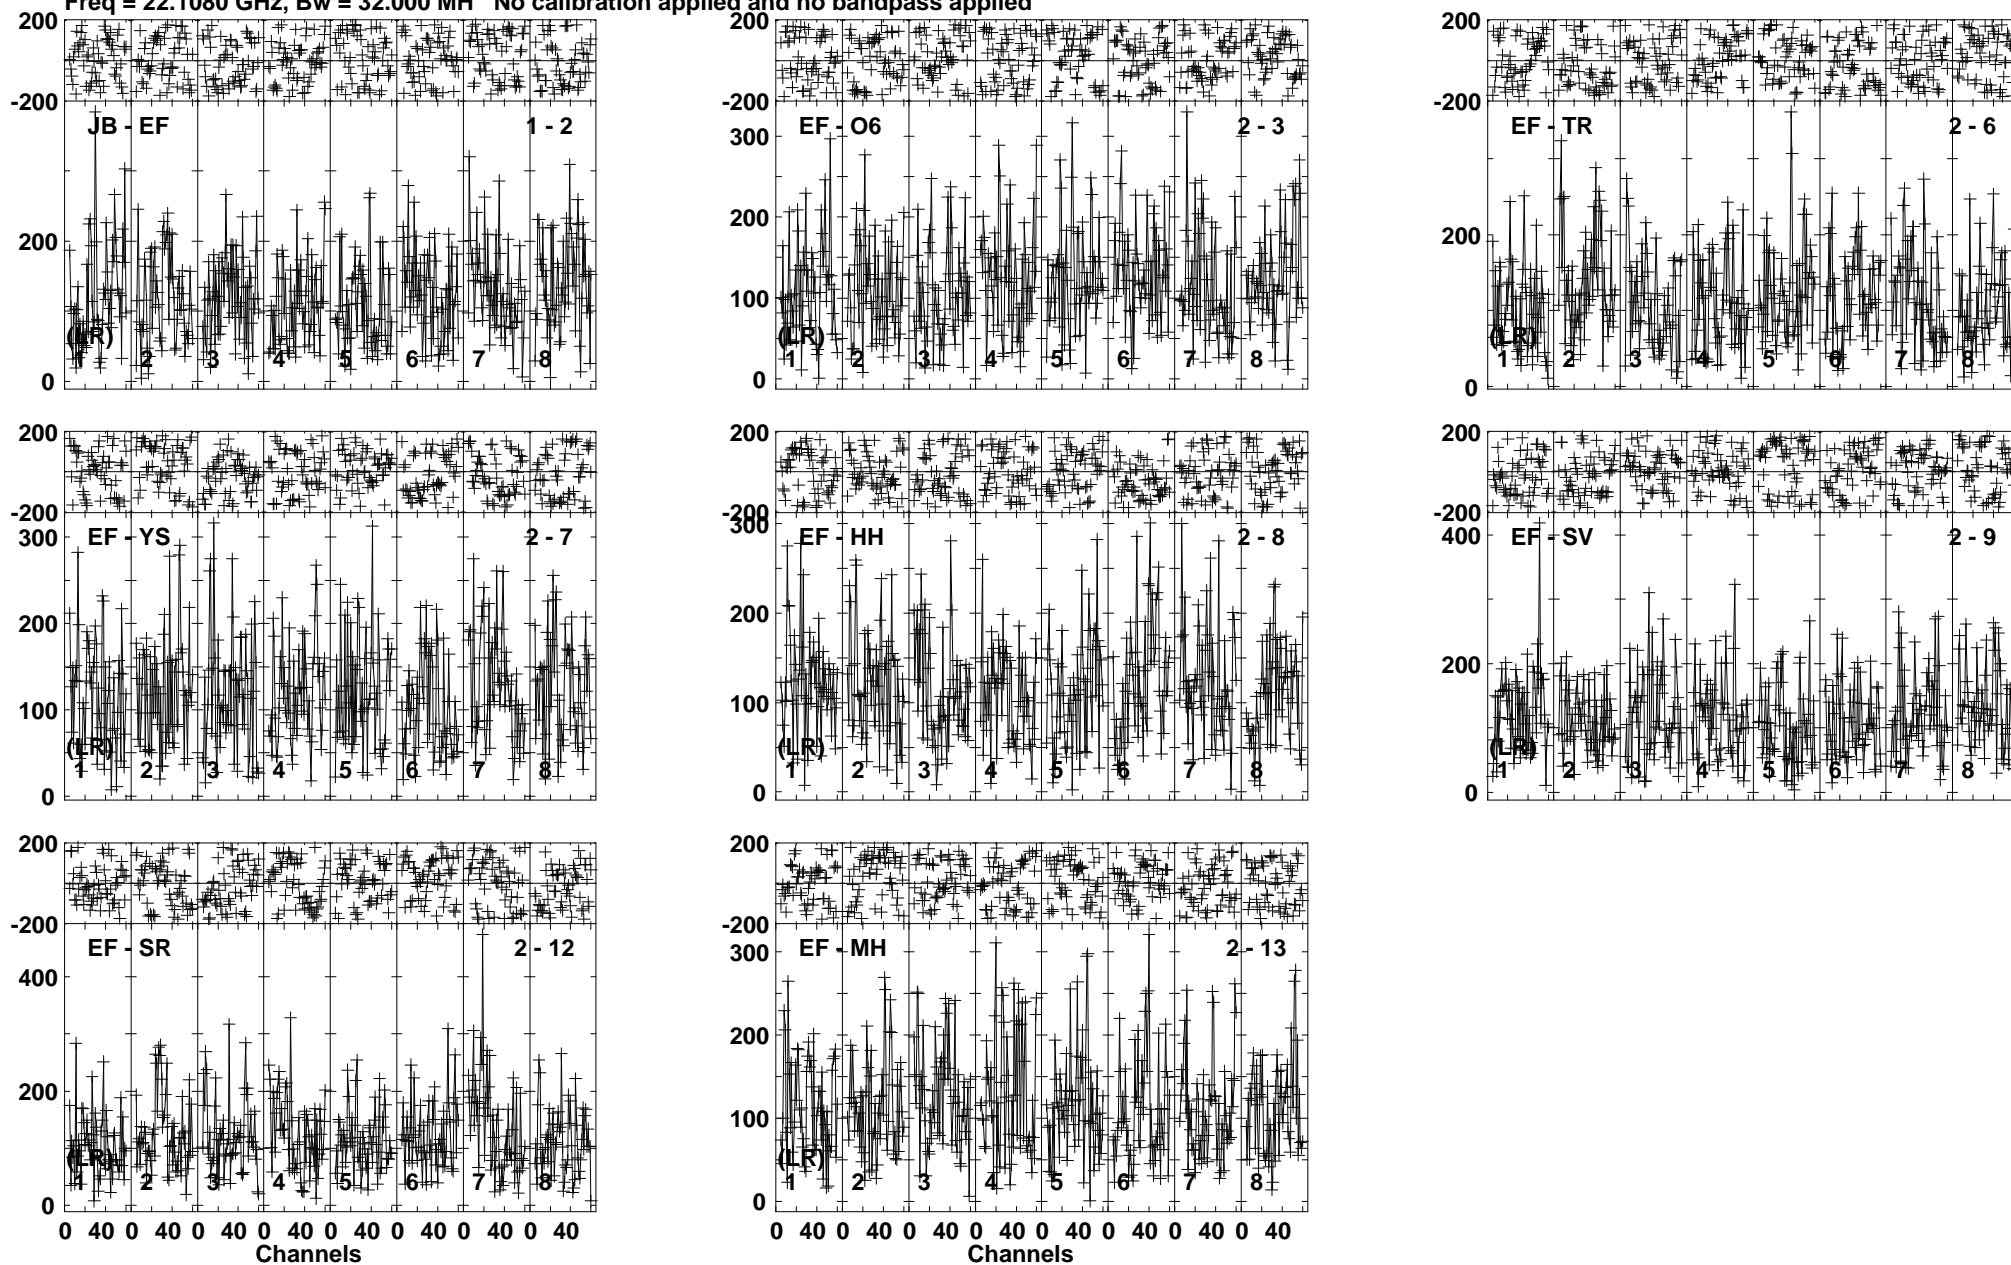 Freq = 22.1080 GHz, Bw = 32.000 MH No calibration applied and no bandpass applied
200 200 200
-200 -200 -200
JB - EF 1 - 2 EF - O6 2 - 3 EF - TR 2 - 6
300
200 200 200
100
(LR) (LR) (LR)
1 2 3 4 5 6 7 8 1 2 3 4 5 6 7 8 1 2 3 4 5 6 7 8
0 0 0
200 200 200
-200 -200 -200
300 300 400
EF - YS 2 - 7 EF - HH 2 - 8 EF - SV 2 - 9
200 200 200
100 100
(LR) (LR) (LR)
1 2 3 4 5 6 7 8 1 2 3 4 5 6 7 8 1 2 3 4 5 6 7 8
0 0 0
200 200
-200 -200
EF - SR 2 - 12 EF - MH 2 - 13
400 300
200 200
100
(LR) (LR)
1 2 3 4 5 6 7 8 1 2 3 4 5 6 7 8
0 0
0 40 0 40 0 40 0 40 0 40 0 40 0 40 0 40 0 40 0 40 0 40 0 40 0 40 0 40 0 40 0 40
Channels Channels